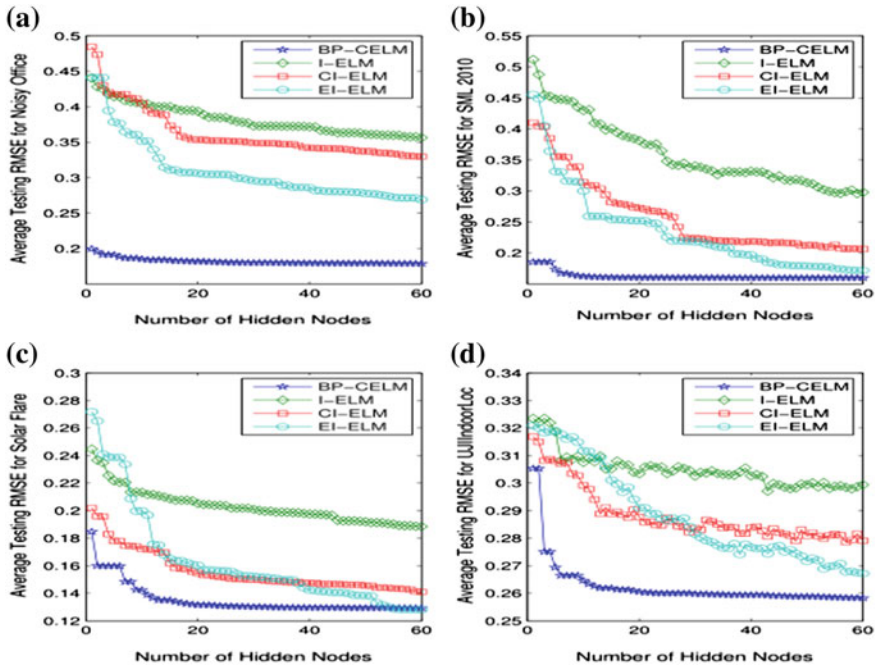 (a)
0.5
0.45
0.4
0.35
0.3
0.25
0.2
0
20
40
60
Average Testing RMSE for Noisy Office
Number of Hidden Nodes
BP-CELM
I-ELM
CI-ELM
EI-ELM
(b)
0.55
0.5
0.45
0.4
0.35
0.3
0.25
0.2
0
20
40
60
Average Testing RMSE for SML 2010
Number of Hidden Nodes
BP-CELM
I-ELM
CI-ELM
EI-ELM
(c)
0.3
0.28
0.26
0.24
0.22
0.2
0.18
0.16
0.14
0.12
0
20
40
60
Average Testing RMSE for Solar Flare
Number of Hidden Nodes
BP-CELM
I-ELM
CI-ELM
EI-ELM
(d)
0.34
0.33
0.32
0.31
0.3
0.29
0.28
0.27
0.26
0.25
0
20
40
60
Average Testing RMSE for UJIIndoorLoc
Number of Hidden Nodes
BP-CELM
I-ELM
CI-ELM
EI-ELM